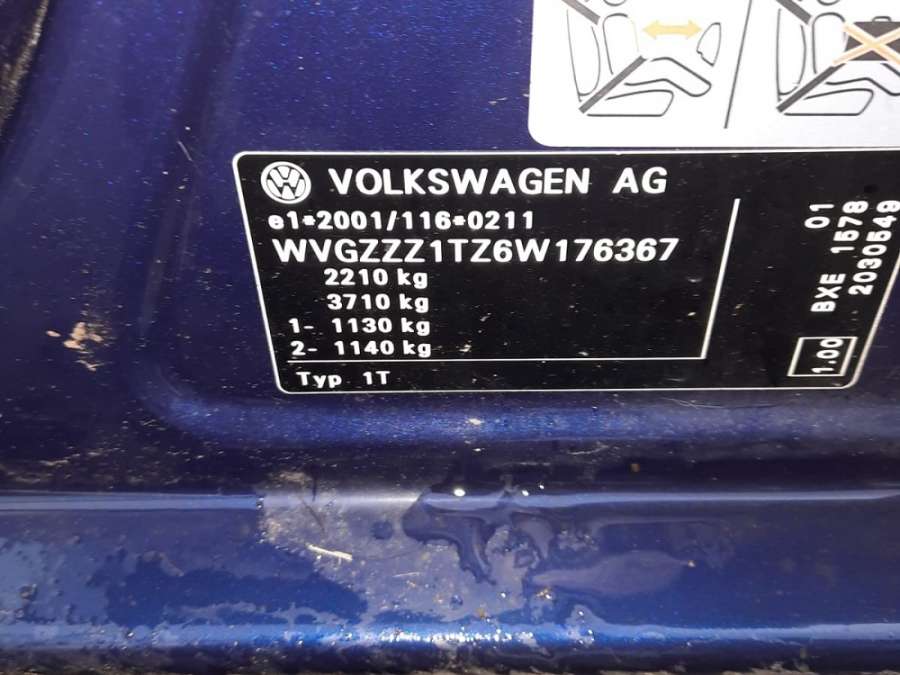 VOLKSWAGEN AG
e1*2001/116*0211
WVGZZZ1TZ6W176367
2210 kg
3710 kg
1- 1130 kg
2- 1140 kg
Typ 1T
01
BXE 1578
2030549
1.00